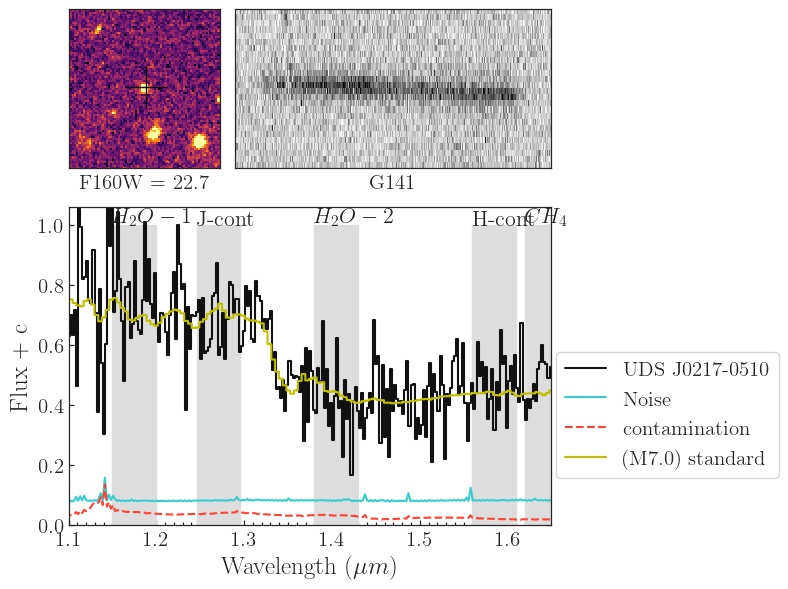 F160W = 22.7
G141
H₂O − 1 J-cont H₂O − 2 H-cont CH₄
1.0
0.8
0.6
0.4
0.2
0.0
Flux + c
1.1 1.2 1.3 1.4 1.5 1.6
Wavelength (μm)
UDS J0217-0510
Noise
contamination
(M7.0) standard